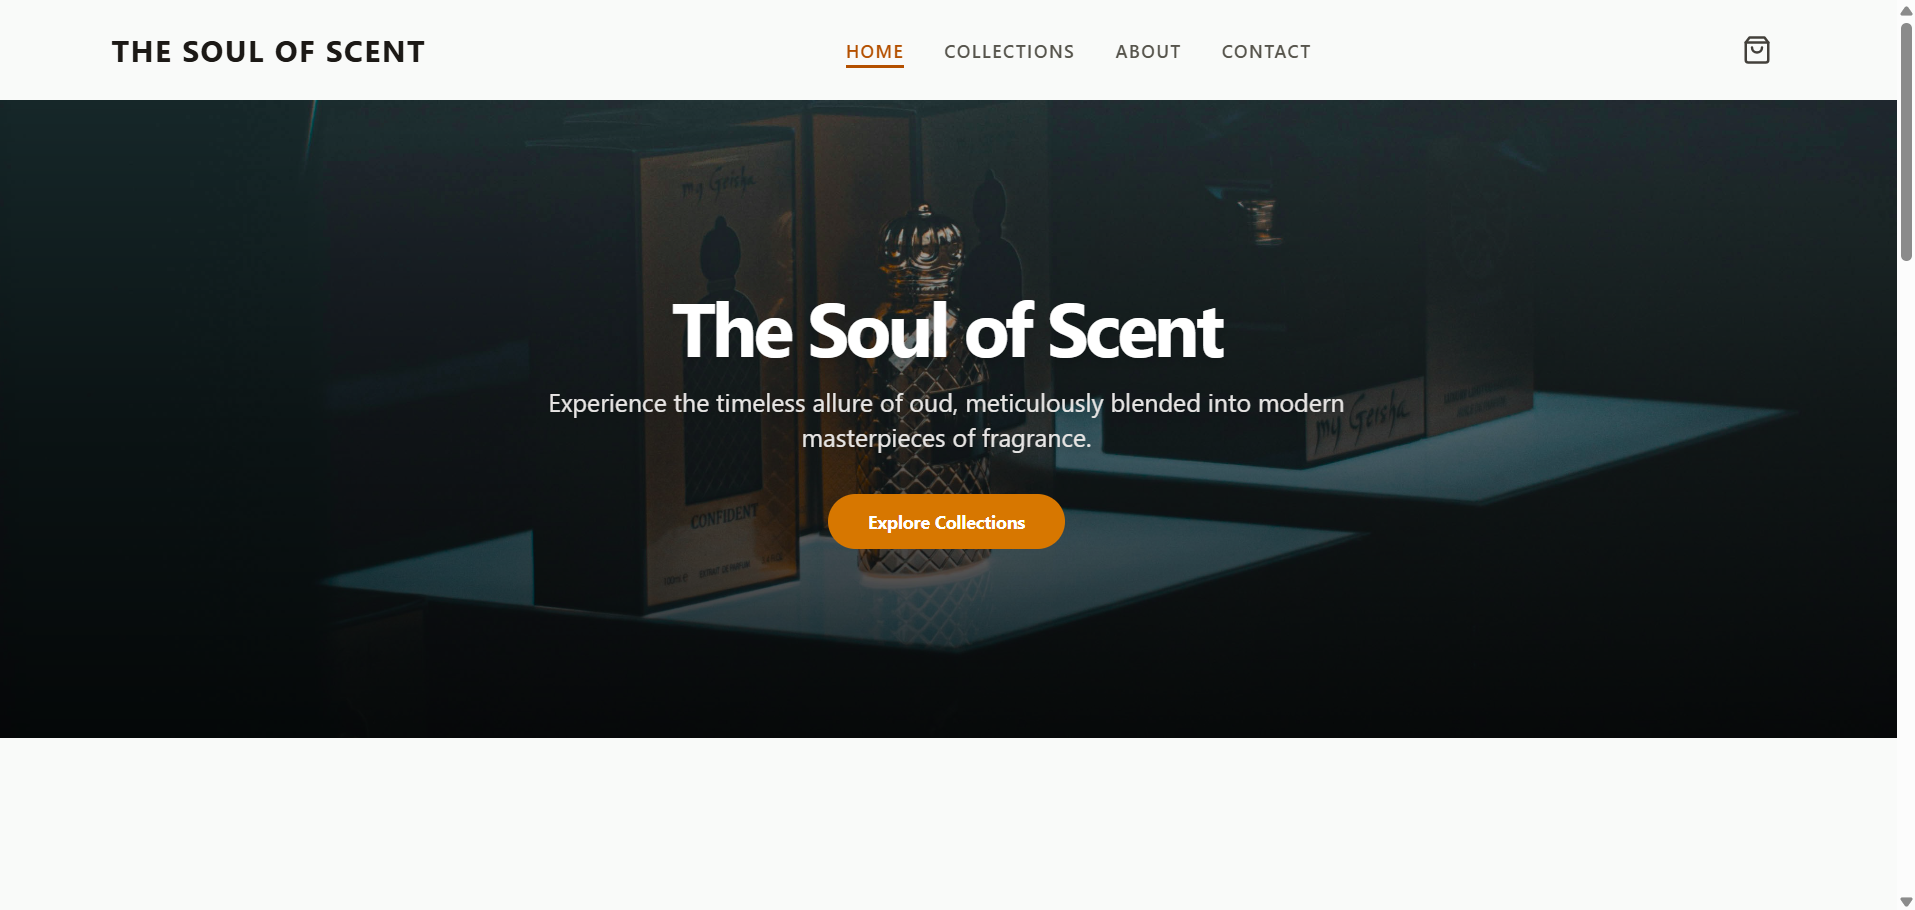 THE SOUL OF SCENT
HOME
COLLECTIONS
ABOUT
CONTACT
my Geisha
The Soul of Scent
Experience the timeless allure of oud, meticulously blended into modern
masterpieces of fragrance.
my Geisha
Explore Collections
CONFIDENT